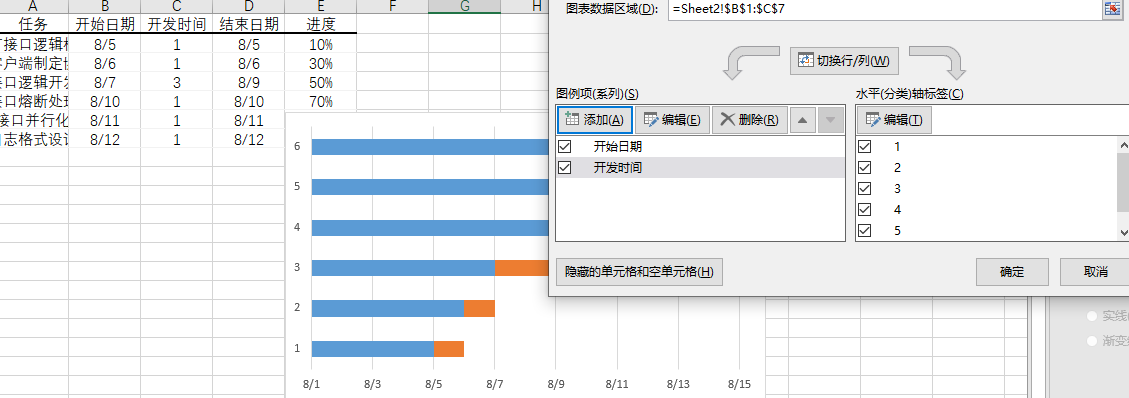 图表数据区域(D): =Sheet2!$B$1:$C$7
A B C D E F G H
任务 开始日期 开发时间 结束日期 进度
接口逻辑 8/5 1 8/5 10%
户端制定 8/6 1 8/6 30%
口逻辑开 8/7 3 8/9 50%
口熔断处理 8/10 1 8/10 70%
接口并行化 8/11 1 8/11
志格式设计 8/12 1 8/12
切换行/列(W)
图例项(系列)(S)
添加(A) 编辑(E) 删除(R)
开始日期
开发时间
水平(分类)轴标签(C)
编辑(T)
1
2
3
4
5
隐藏的单元格和空单元格(H)
确定 取消
6
5
4
3
2
1
8/1 8/3 8/5 8/7 8/9 8/11 8/13 8/15
实线
渐变